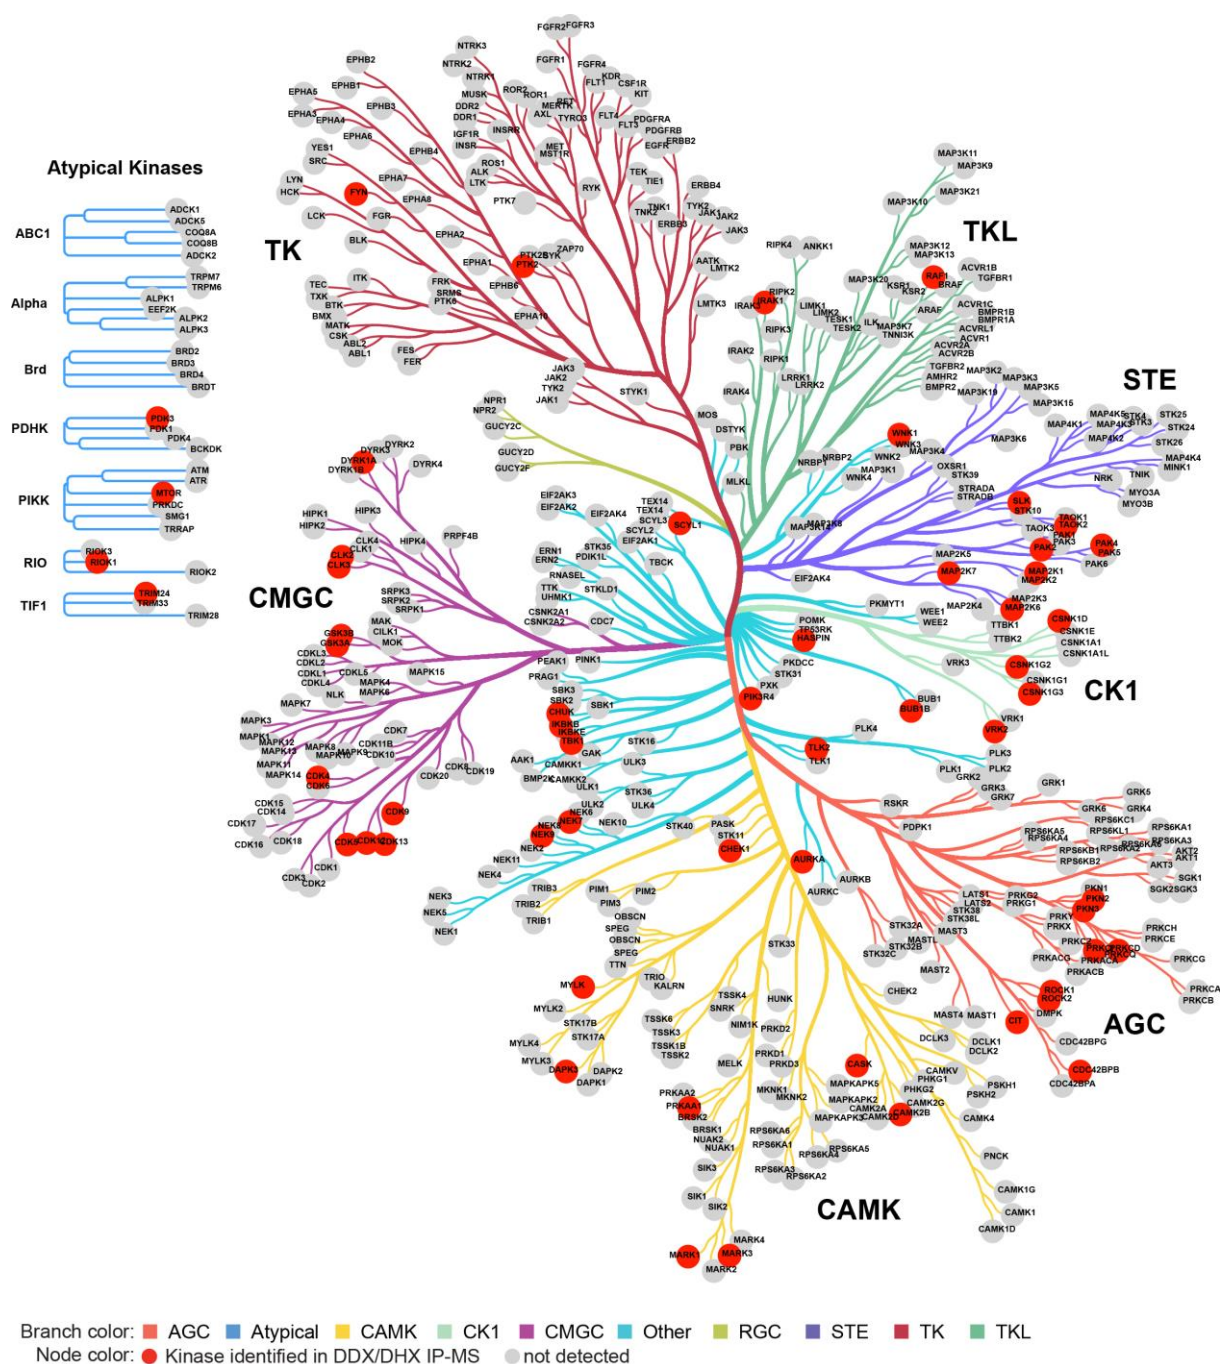 Atypical Kinases
ABC1
ADCK1
ADCK5
COQ8A
COQ8B
ADCK2
Alpha
TRPM7
TRPM6
ALPK1
EEF2K
ALPK2
ALPK3
Brd
BRD2
BRD3
BRD4
BRDT
PDHK
PDK3
PDK1
PDK4
BCKDK
PIKK
ATM
ATR
MTOR
PRKDC
SMG1
TRRAP
RIO
RIOK3
RIOK1
RIOK2
TIF1
TRIM24
TRIM33
TRIM28
TK
FGFR2
FGFR3
NTRK3
NTRK2
NTRK1
FGFR1
FGFR4
KDR
FLT1
CSF1R
KIT
EPHB2
EPHB1
EPHA5
EPHA3
EPHB3
EPHA4
EPHA6
MUSK
ROR2
ROR1
RET
MERTK
DDR2
DDR1
AXL
TYRO3
FLT4
FLT3
PDGFRA
PDGFRB
IGF1R
INSR
INSRR
MET
MST1R
EGFR
ERBB2
YES1
SRC
EPHB4
ROS1
ALK
LTK
LYN
HCK
FYN
EPHA7
EPHA8
PTK7
RYK
TEK
TIE1
ERBB4
TNK1
TNK2
TYK2
JAK1
JAK2
JAK3
ERBB3
LCK
FGR
BLK
EPHA2
EPHA1
PTK2B
SYK
ZAP70
PTK2
EPHB6
AATK
LMTK2
LMTK3
TEC
TXK
ITK
BTK
BMX
MATK
CSK
ABL2
ABL1
FRK
SRMS
PTK6
EPHA10
FES
FER
JAK3
JAK2
TYK2
JAK1
STYK1
TKL
MAP3K11
MAP3K9
MAP3K21
MAP3K10
RIPK4
ANKK1
MAP3K12
MAP3K13
RIPK2
IRAK3
IRAK1
MAP3K20
KSR1
KSR2
RAF1
BRAF
ACVR1B
TGFBR1
LIMK1
LIMK2
TESK1
TESK2
ILK
MAP3K7
TNNI3K
ARAF
ACVR1C
BMPR1B
BMPR1A
ACVRL1
ACVR1
RIPK3
IRAK2
RIPK1
LRRK1
LRRK2
ACVR2A
ACVR2B
TGFBR2
AMHR2
BMPR2
IRAK4
MOS
DSTYK
PBK
MLKL
STE
MAP3K2
MAP3K3
MAP3K5
MAP3K19
MAP3K15
MAP3K6
WNK1
WNK3
WNK2
WNK4
NRBP2
NRBP1
MAP3K4
MAP3K1
OXSR1
STK39
STRADA
STRADB
MAP3K8
MAP3K14
MAP4K1
MAP4K5
MAP4K3
MAP4K2
STK4
STK3
STK25
STK24
STK26
MAP4K4
MINK1
TNIK
NRK
MYO3A
MYO3B
SLK
STK10
TAOK1
TAOK2
TAOK3
PAK1
PAK3
PAK2
PAK4
PAK5
PAK6
EIF2AK4
MAP2K5
MAP2K7
MAP2K1
MAP2K2
MAP2K3
MAP2K4
MAP2K6
NPR1
NPR2
GUCY2C
GUCY2D
GUCY2F
CMGC
DYRK2
DYRK3
DYRK1A
DYRK1B
DYRK4
HIPK1
HIPK2
HIPK3
HIPK4
PRPF4B
CLK4
CLK1
CLK2
CLK3
SRPK3
SRPK2
SRPK1
GSK3B
GSK3A
MAK
CILK1
MOK
CDKL3
CDKL2
CDKL1
CDKL4
CDKL5
MAPK15
MAPK4
MAPK6
NLK
MAPK7
MAPK3
MAPK1
MAPK12
MAPK13
MAPK11
MAPK14
MAPK8
MAPK9
MAPK10
CDK7
CDK11B
CDK10
CDK4
CDK6
CDK20
CDK8
CDK19
CDK15
CDK14
CDK17
CDK16
CDK18
CDK9
CDK5
CDK12
CDK13
CDK1
CDK3
CDK2
EIF2AK3
EIF2AK2
EIF2AK4
TEX14
TEX14
SCYL3
SCYL2
SCYL1
EIF2AK1
ERN1
ERN2
STK35
PDIK1L
TBCK
RNASEL
TTK
UHMK1
STKLD1
CSNK2A1
CSNK2A2
CDC7
PEAK1
PINK1
PRAG1
SBK3
SBK2
SBK1
CHUK
IKBKB
IKBKE
TBK1
GAK
STK16
AAK1
BMP2K
CAMKK1
CAMKK2
ULK3
ULK1
ULK2
ULK4
STK36
NEK6
NEK7
NEK8
NEK9
NEK10
NEK2
NEK11
NEK4
NEK3
NEK5
NEK1
CK1
PKMYT1
WEE1
WEE2
POMK
TP53RK
HASPIN
PKDCC
STK31
PXK
PIK3R4
TTBK1
TTBK2
CSNK1D
CSNK1E
CSNK1A1
CSNK1A1L
VRK3
CSNK1G2
CSNK1G1
CSNK1G3
VRK1
VRK2
BUB1
BUB1B
PLK4
TLK2
TLK1
PLK3
PLK1
PLK2
AGC
GRK2
GRK3
GRK7
GRK1
GRK5
GRK6
GRK4
RSKR
PDPK1
RPS6KC1
RPS6KL1
RPS6KA5
RPS6KA4
RPS6KA1
RPS6KA3
RPS6KA6
RPS6KA2
RPS6KB1
RPS6KB2
AKT2
AKT1
AKT3
SGK1
SGK2
SGK3
LATS1
LATS2
STK38
STK38L
PRKG2
PRKG1
PKN1
PKN2
PKN3
PRKY
PRKX
PRKCZ
PRKCD
PRKCQ
PRKCH
PRKCE
PRKCG
PRKCA
PRKCB
PRKACG
PRKACA
PRKACB
MASTL
MAST3
MAST2
MAST4
MAST1
STK32A
STK32B
STK32C
ROCK1
ROCK2
DMPK
CIT
CDC42BPG
CDC42BPB
CDC42BPA
AURKA
AURKB
AURKC
CAMK
STK40
PASK
STK11
CHEK1
TRIB3
TRIB2
TRIB1
PIM1
PIM2
PIM3
OBSCN
SPEG
OBSCN
SPEG
TTN
TRIO
KALRN
STK33
MYLK
MYLK2
MYLK4
MYLK3
STK17B
STK17A
DAPK3
DAPK2
DAPK1
TSSK4
SNRK
TSSK6
TSSK3
TSSK1B
TSSK2
HUNK
NIM1K
MELK
PRKD2
PRKD1
PRKD3
CHEK2
DCLK3
DCLK1
DCLK2
CASK
CAMKV
PHKG1
PHKG2
PSKH1
PSKH2
MKNK1
MKNK2
MAPKAPK5
MAPKAPK2
MAPKAPK3
CAMK2A
CAMK2G
CAMK2D
CAMK2B
CAMK4
PRKAA2
PRKAA1
BRSK2
BRSK1
NUAK2
NUAK1
RPS6KA6
RPS6KA1
RPS6KA4
RPS6KA5
RPS6KA3
RPS6KA2
SIK3
SIK1
SIK2
PNCK
CAMK1G
CAMK1
CAMK1D
MARK4
MARK1
MARK3
MARK2
Branch color: AGC Atypical CAMK CK1 CMGC Other RGC STE TK TKL
Node color: Kinase identified in DDX/DHX IP-MS not detected